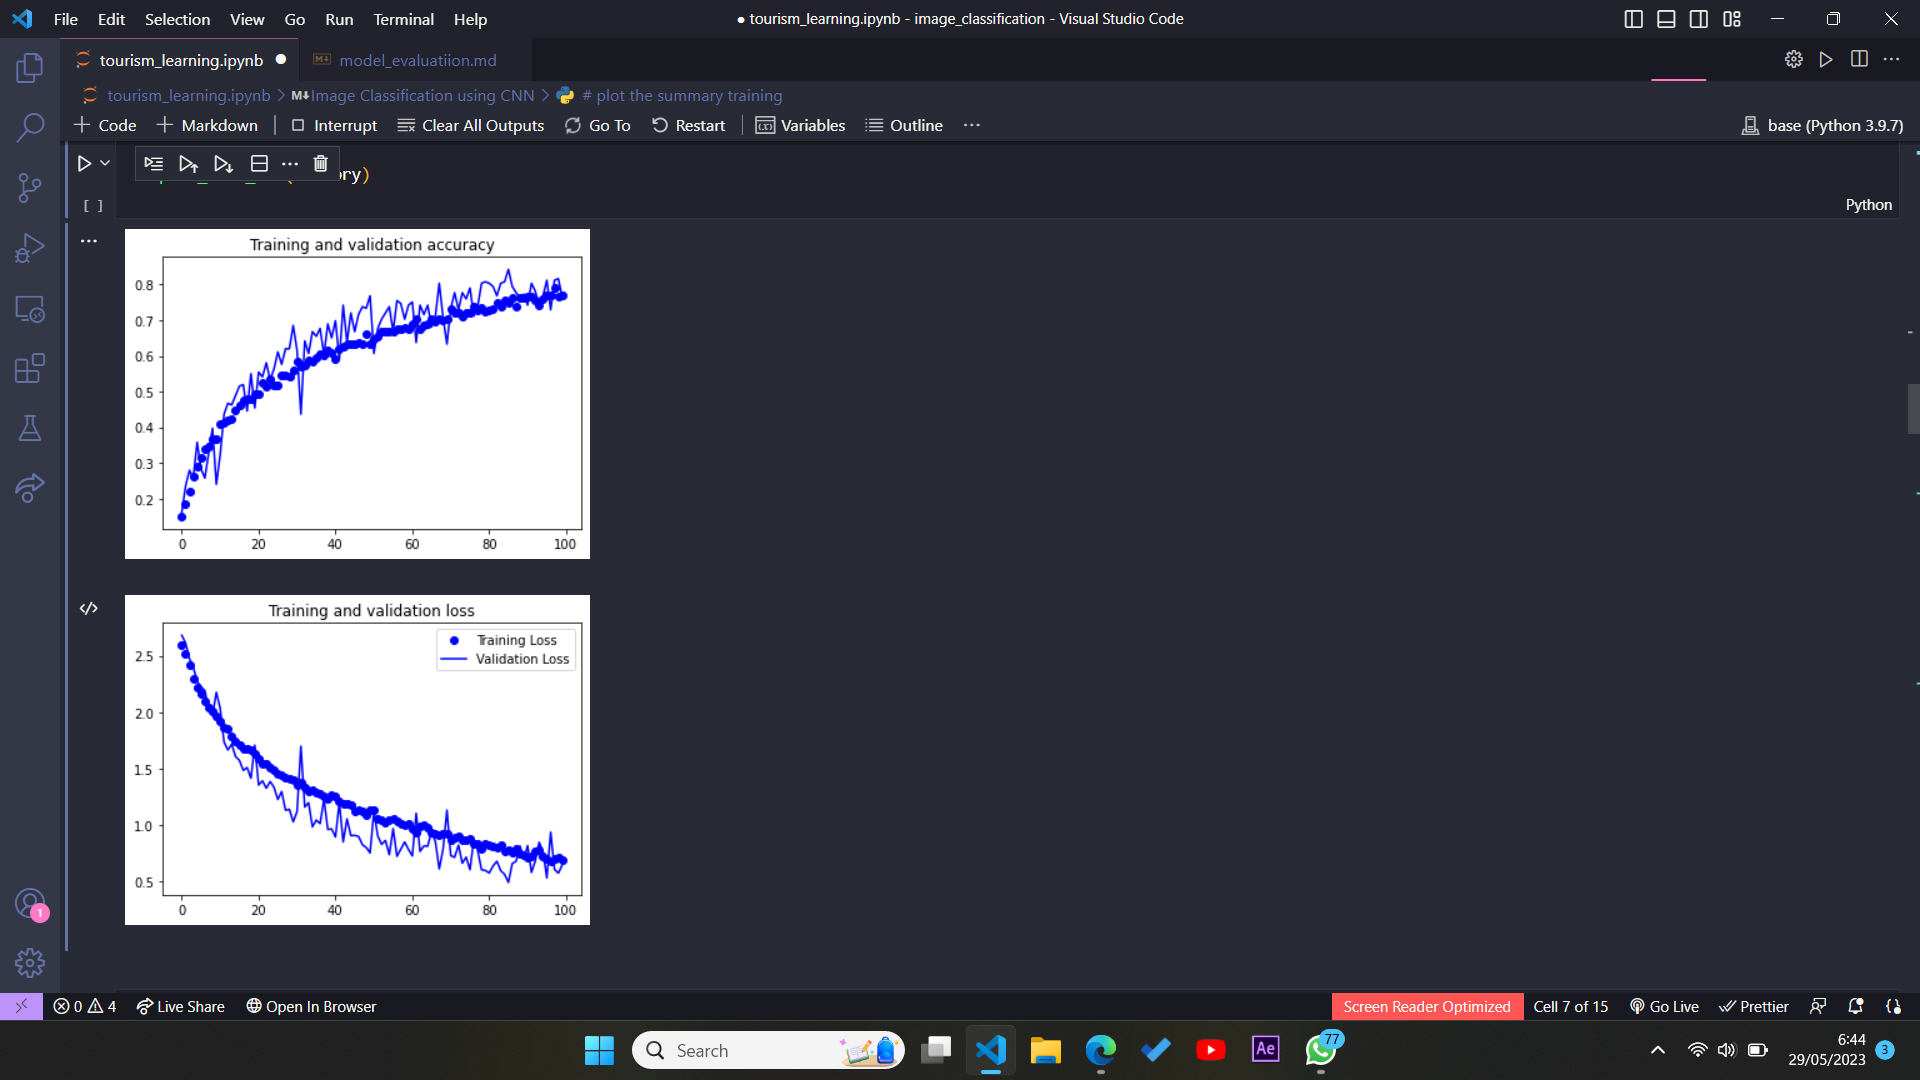 File Edit Selection View Go Run Terminal Help
● tourism_learning.ipynb - image_classification - Visual Studio Code
tourism_learning.ipynb ●
model_evaluatiion.md
tourism_learning.ipynb > M↓Image Classification using CNN > # plot the summary training
+ Code + Markdown | Interrupt Clear All Outputs Go To Restart | Variables Outline ...
base (Python 3.9.7)
ory)
[ ]
Python
Training and validation accuracy
0.8
0.7
0.6
0.5
0.4
0.3
0.2
0 20 40 60 80 100
Training and validation loss
Training Loss
Validation Loss
2.5
2.0
1.5
1.0
0.5
0 20 40 60 80 100
1
0 4 Live Share Open In Browser
Screen Reader Optimized Cell 7 of 15 Go Live Prettier
Search
Ae
77
6:44
29/05/2023
3